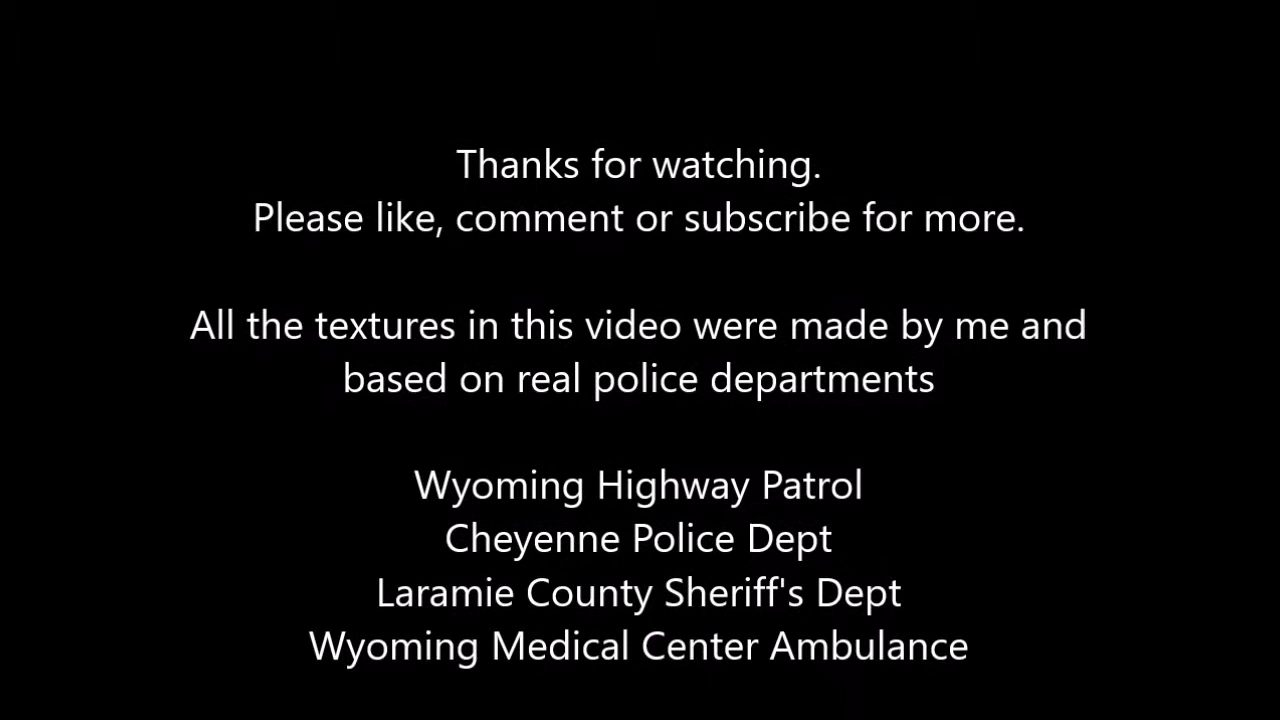 Thanks for watching.
Please like, comment or subscribe for more.
All the textures in this video were made by me and
based on real police departments
Wyoming Highway Patrol
Cheyenne Police Dept
Laramie County Sheriff's Dept
Wyoming Medical Center Ambulance